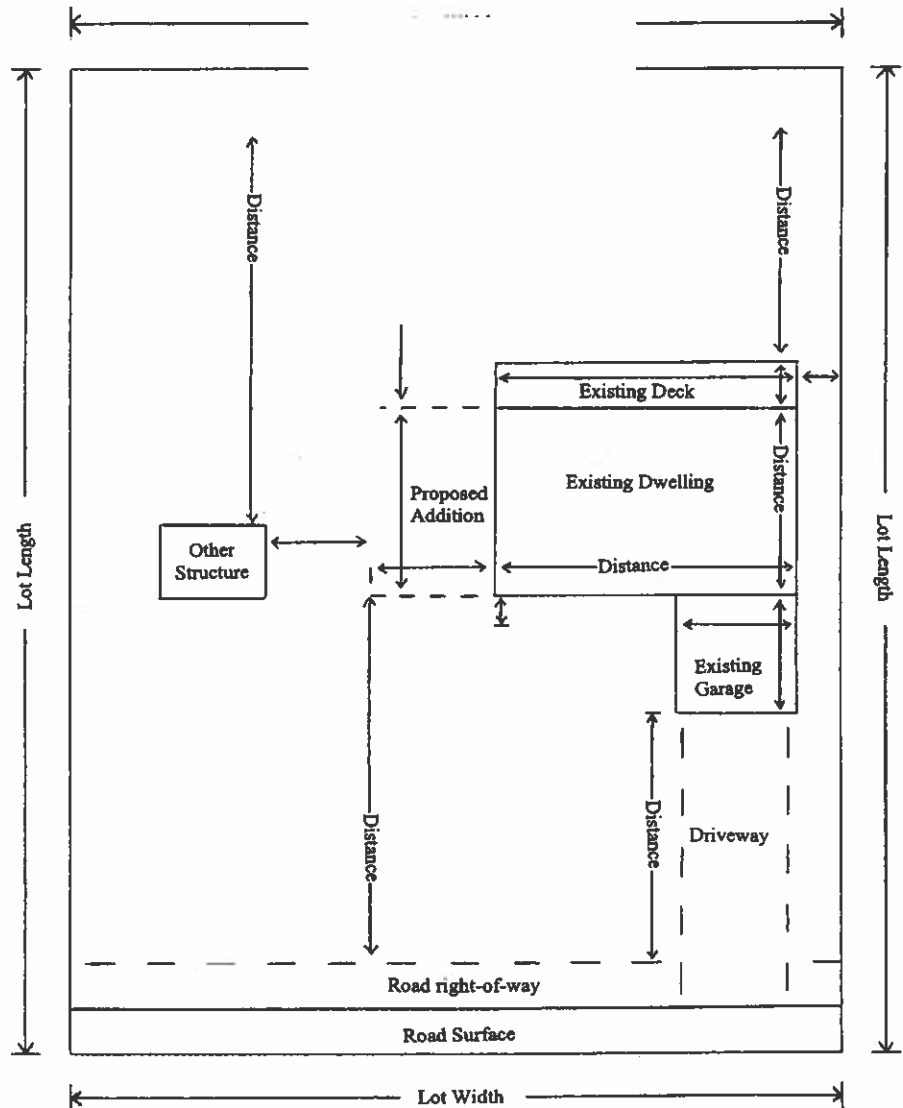 Distance
Distance
Existing Deck
Distance
Existing Dwelling
Proposed
Addition
Other
Structure
Distance
Lot Length
Lot Length
Existing
Garage
Distance
Distance
Driveway
Road right-of-way
Road Surface
Lot Width